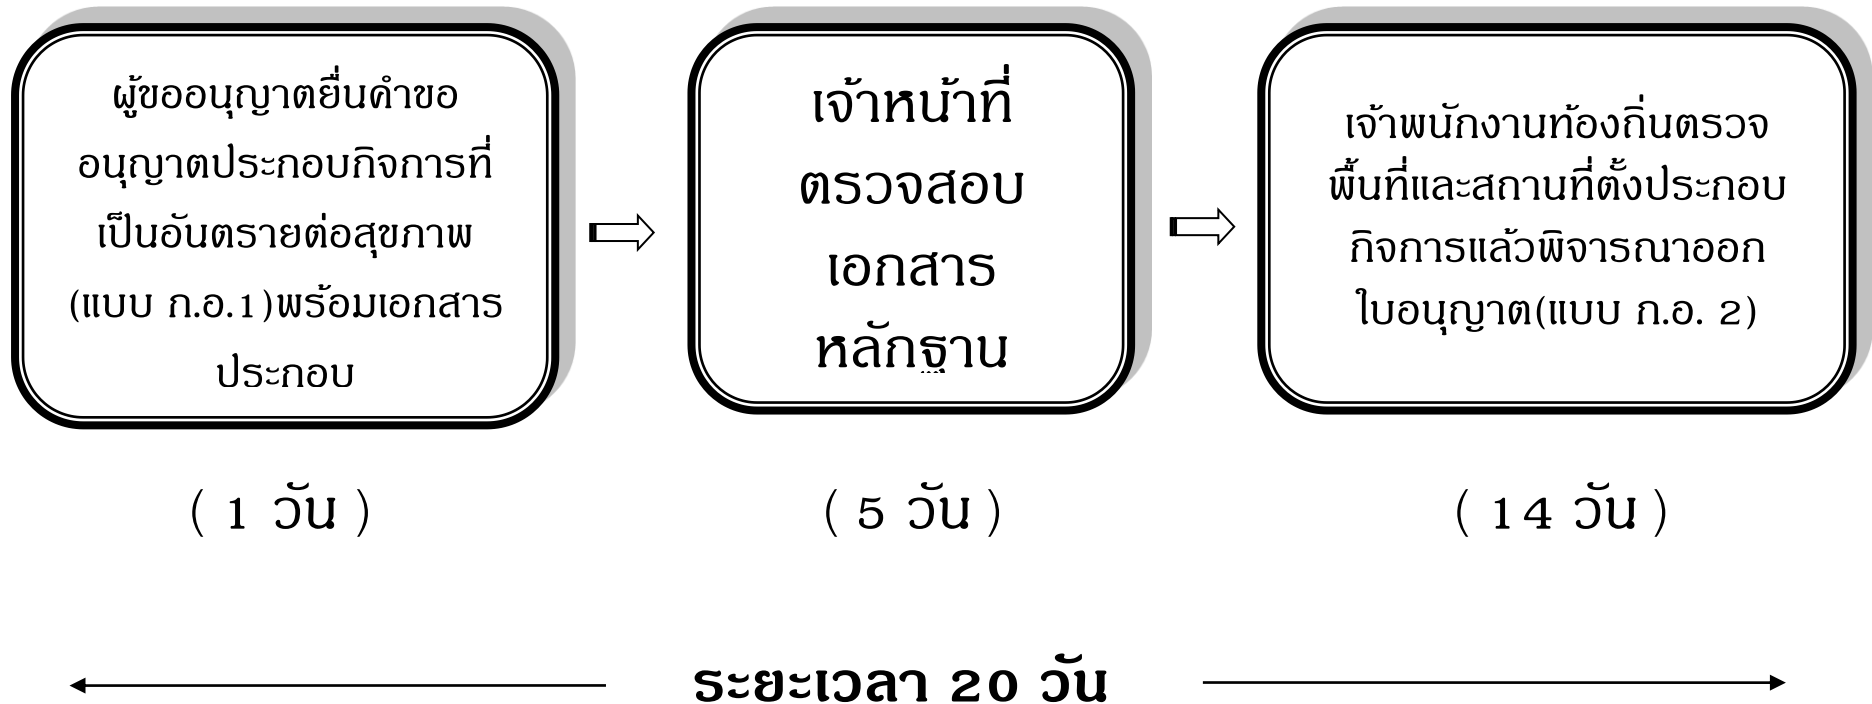 ผู้ขออนุญาตยื่นคำขอ
อนุญาตประกอบกิจการที่
เป็นอันตรายต่อสุขภาพ
(แบบ ก.อ.1)พร้อมเอกสาร
ประกอบ
เจ้าหน้าที่
ตรวจสอบ
เอกสาร
หลักฐาน
เจ้าพนักงานท้องถิ่นตรวจ
พื้นที่และสถานที่ตั้งประกอบ
กิจการแล้วพิจารณาออก
ใบอนุญาต(แบบ ก.อ. 2)
( 1 วัน )
( 5 วัน )
( 14 วัน )
ระยะเวลา 20 วัน